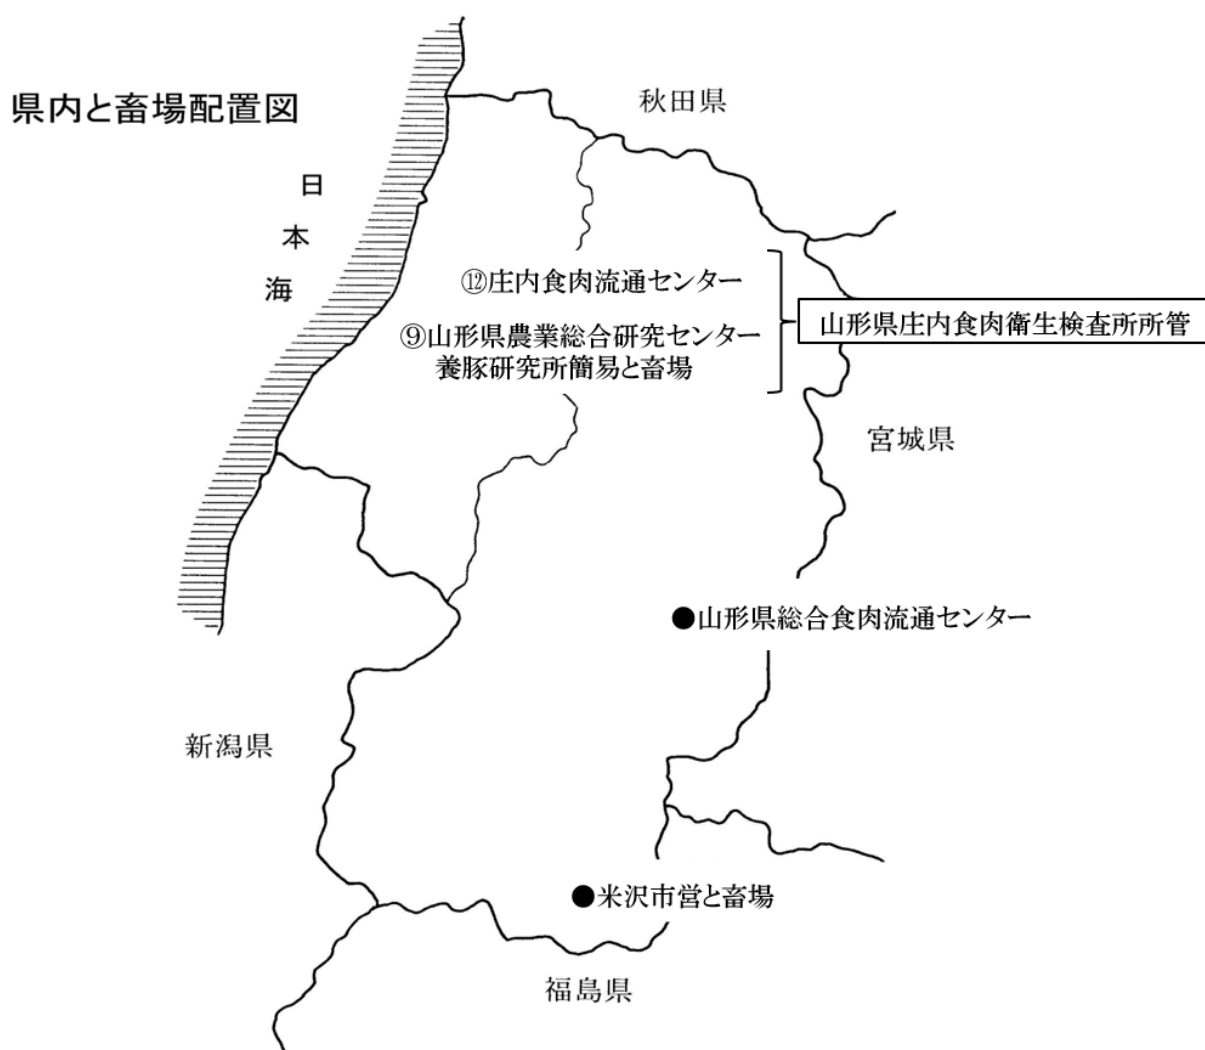 県内と畜場配置図
秋田県
日本海
⑫庄内食肉流通センター
⑨山形県農業総合研究センター
養豚研究所簡易と畜場
山形県庄内食肉衛生検査所所管
宮城県
●山形県総合食肉流通センター
新潟県
●米沢市営と畜場
福島県